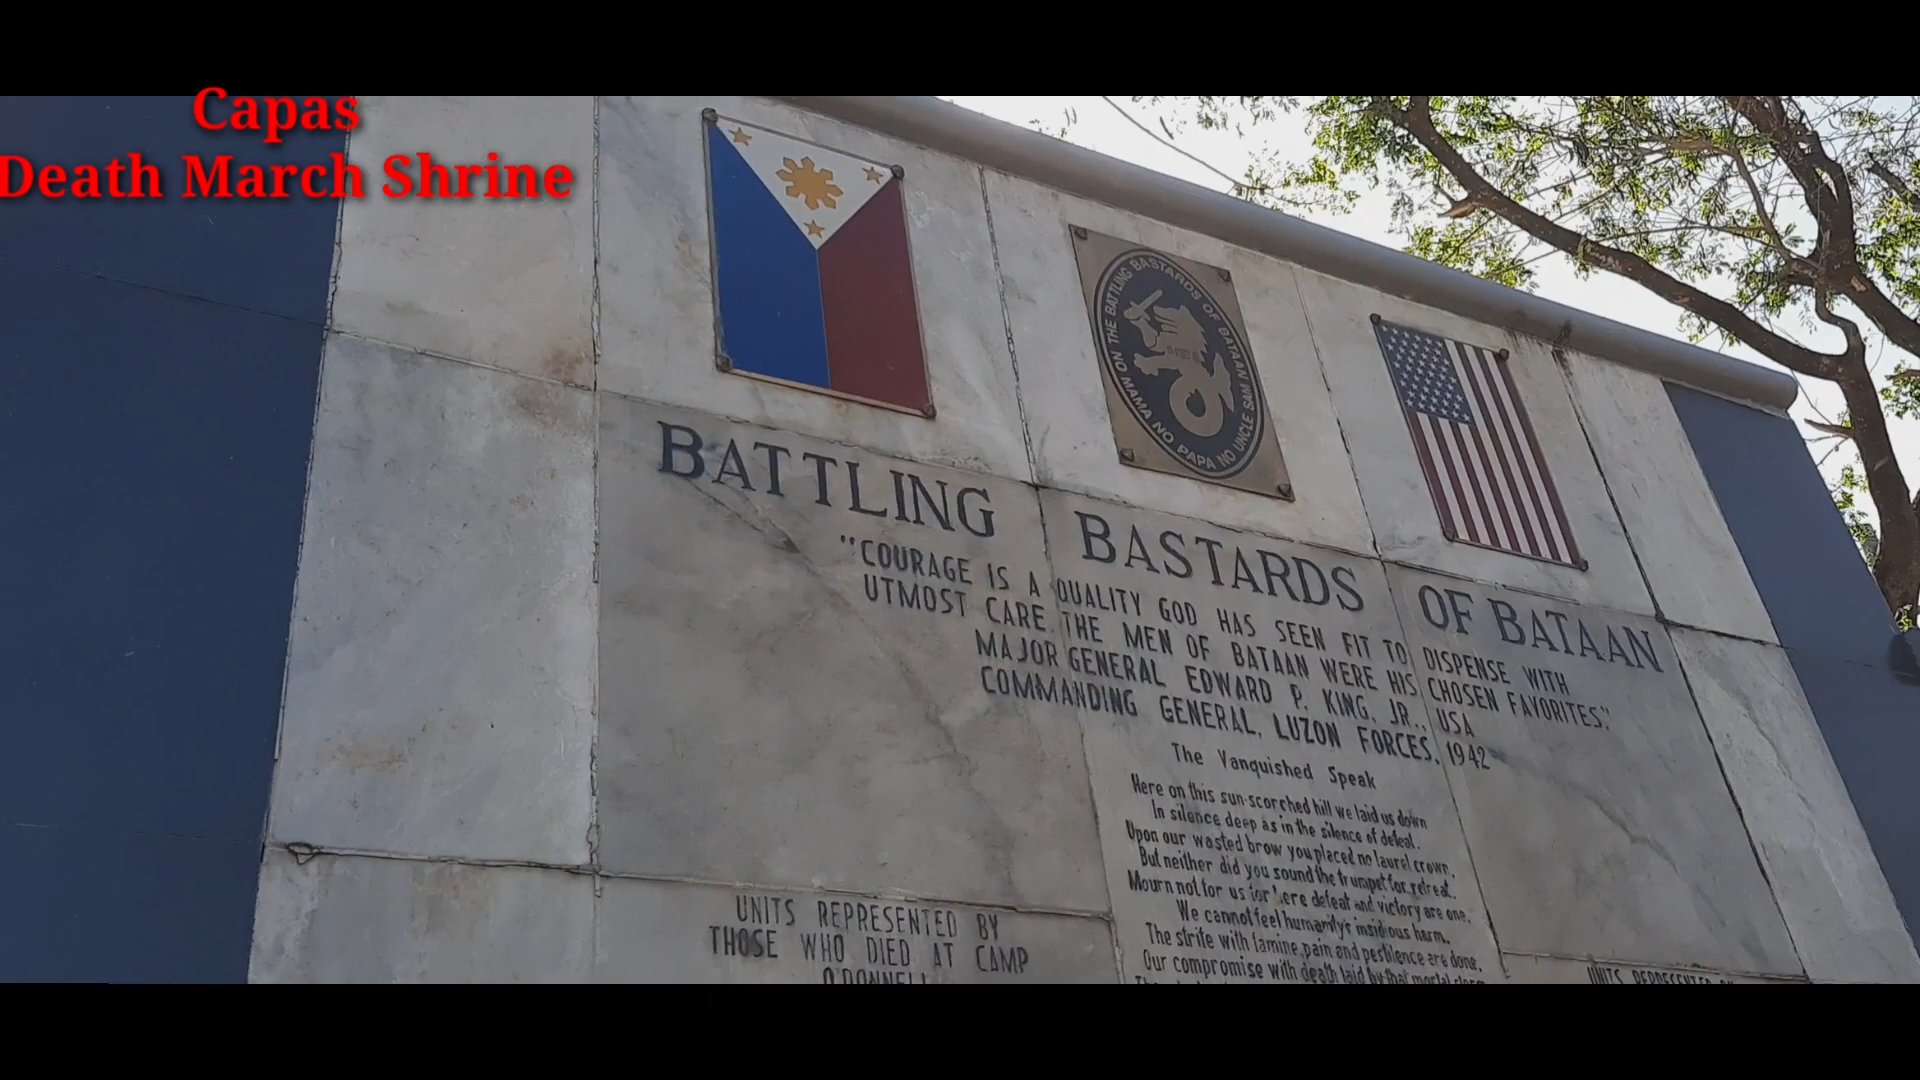 Capas
Death March Shrine
THE BATTLING BASTARDS OF BATAAN
NO MAMA NO PAPA NO UNCLE SAM
BATTLING BASTARDS OF BATAAN
"COURAGE IS A QUALITY GOD HAS SEEN FIT TO DISPENSE WITH
UTMOST CARE. THE MEN OF BATAAN WERE HIS CHOSEN FAVORITES".
MAJOR GENERAL EDWARD P. KING, JR., USA
COMMANDING GENERAL, LUZON FORCES, 1942
The Vanquished Speak
Here on this sun-scorched hill we laid us down
In silence deep as in the silence of defeat.
Upon our wasted brow you placed no laurel crown,
But neither did you sound the trumpet for retreat.
Mourn not for us for here defeat and victory are one,
We cannot feel humanity's insidious harm,
The strife with famine, pain and pestilence are done,
Our compromise with death laid by that mortal storm
UNITS REPRESENTED BY
THOSE WHO DIED AT CAMP
O'DONNELL
UNITS REPRESENTED BY